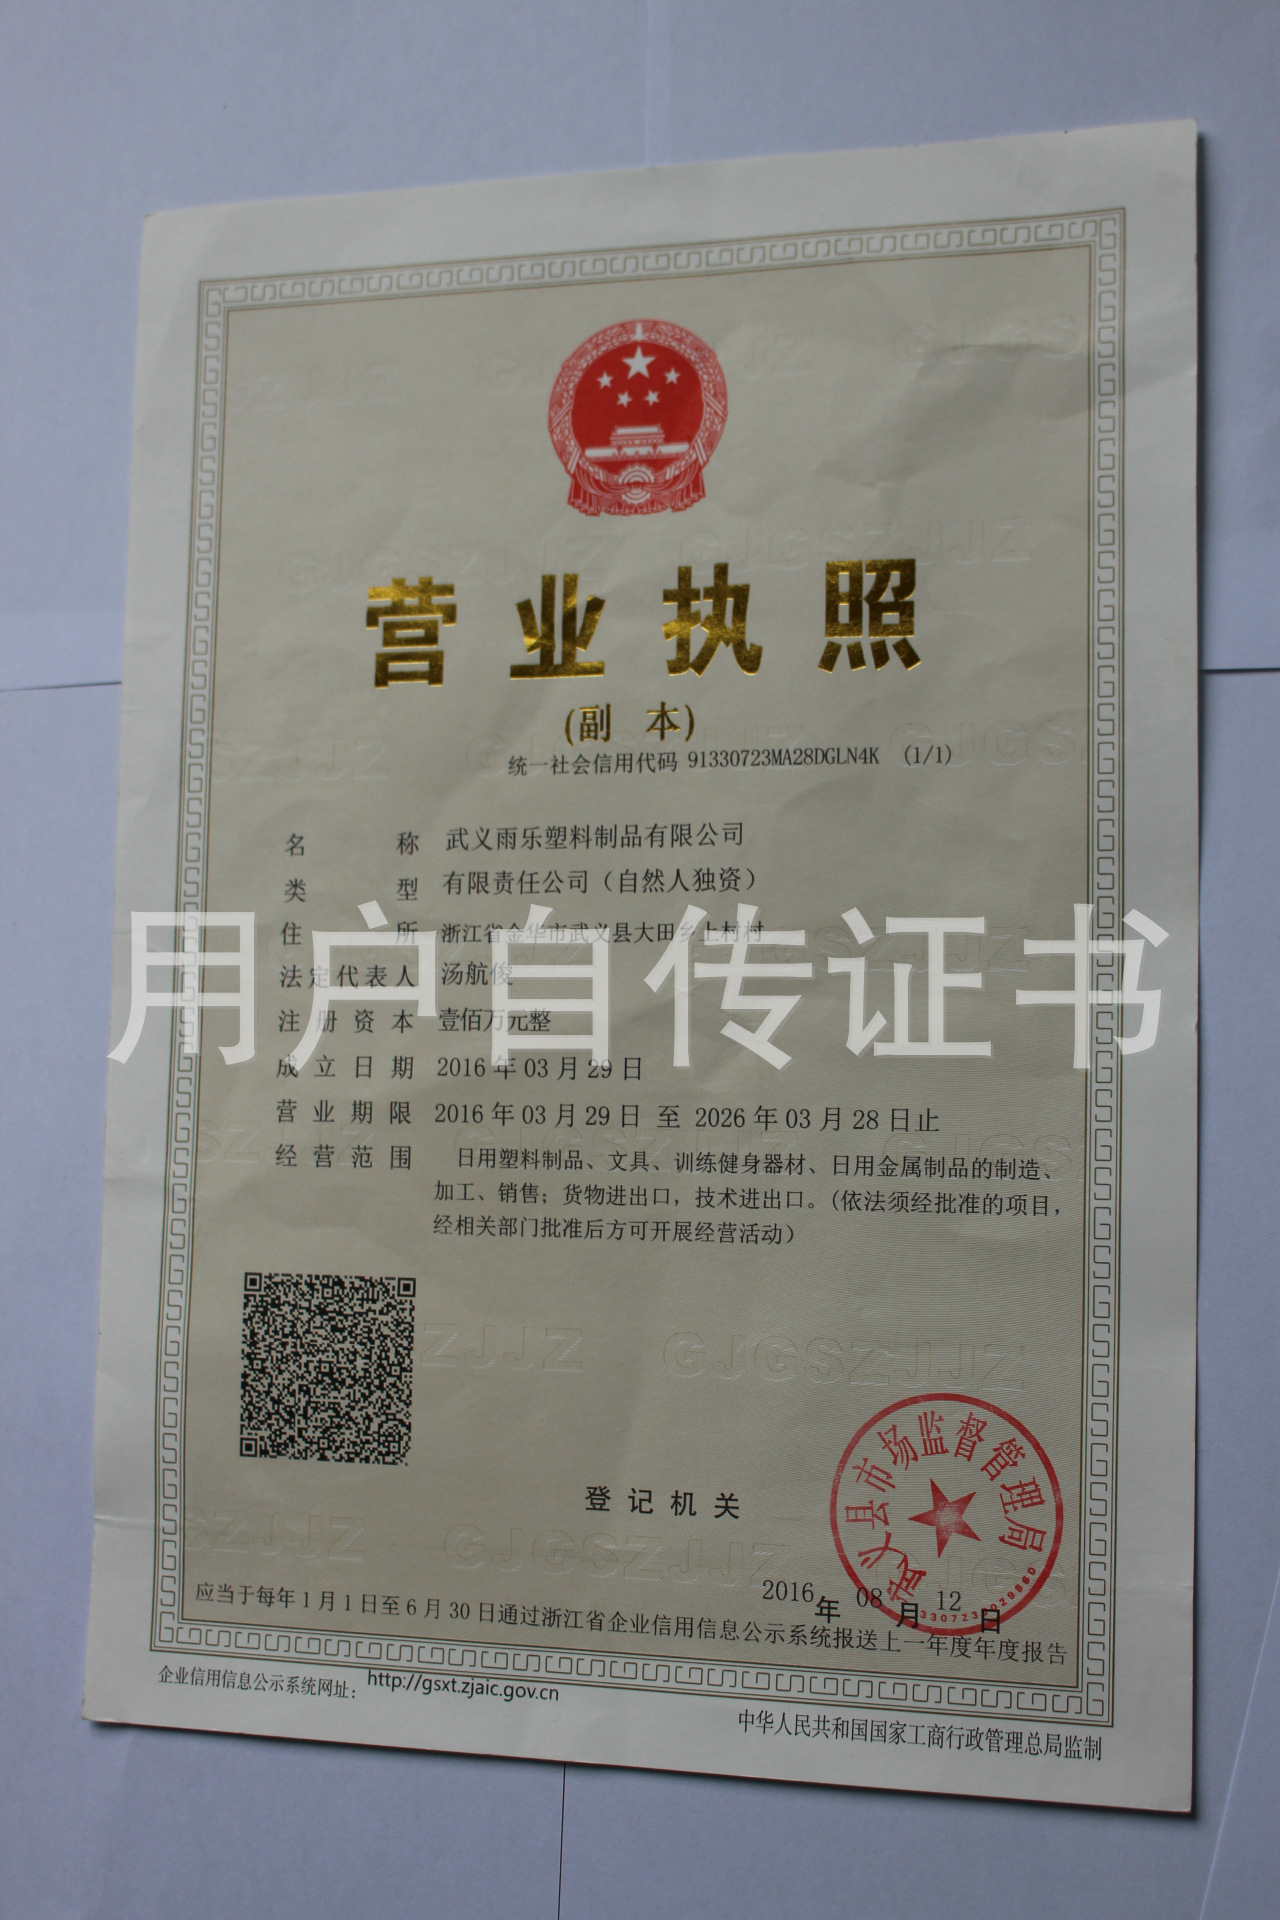 营业执照
(副 本)
统一社会信用代码 91330723MA28DGLN4K (1/1)
名称 武义雨乐塑料制品有限公司
类型 有限责任公司（自然人独资）
住所 浙江省金华市武义县大田乡上村村
法定代表人 汤航俊
注册资本 壹佰万元整
成立日期 2016年03月29日
营业期限 2016年03月29日 至 2026年03月28日止
经营范围 日用塑料制品、文具、训练健身器材、日用金属制品的制造、
加工、销售；货物进出口，技术进出口。(依法须经批准的项目，
经相关部门批准后方可开展经营活动）
用户自传证书
登记机关
武义县市场监督管理局
2016年08月12日
应当于每年1月1日至6月30日通过浙江省企业信用信息公示系统报送上一年度年度报告
企业信用信息公示系统网址：http://gsxt.zjaic.gov.cn
中华人民共和国国家工商行政管理总局监制